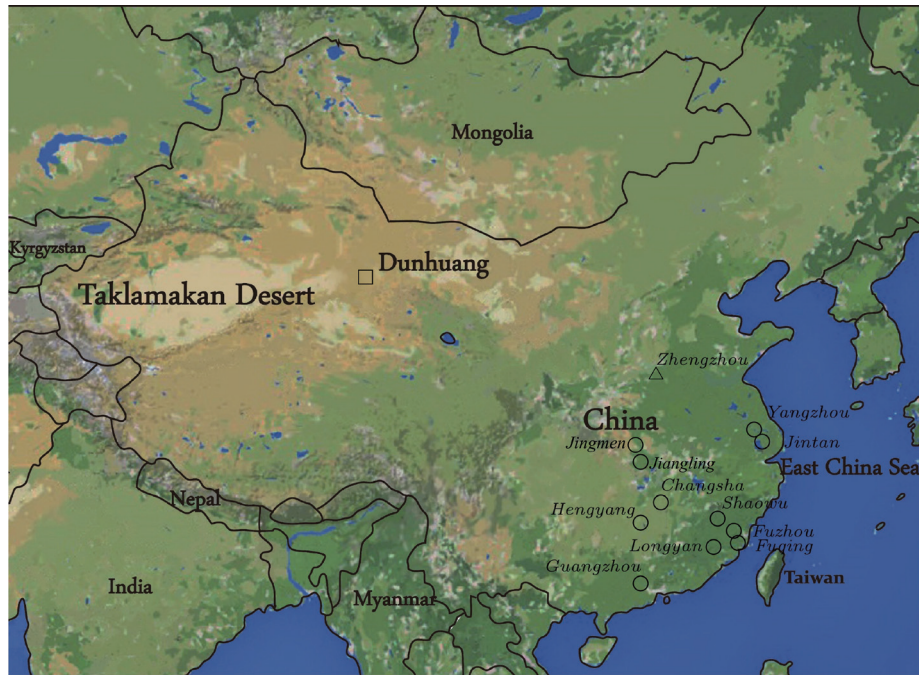 Mongolia
Kyrgyzstan
Dunhuang
Taklamakan Desert
Zhengzhou
China
Yangzhou
Jingmen
Jintan
Jiangling
East China Sea
Changsha
Nepal
Shaowu
Hengyang
Fuzhou
Longyan
Fuqing
Guangzhou
Taiwan
India
Myanmar